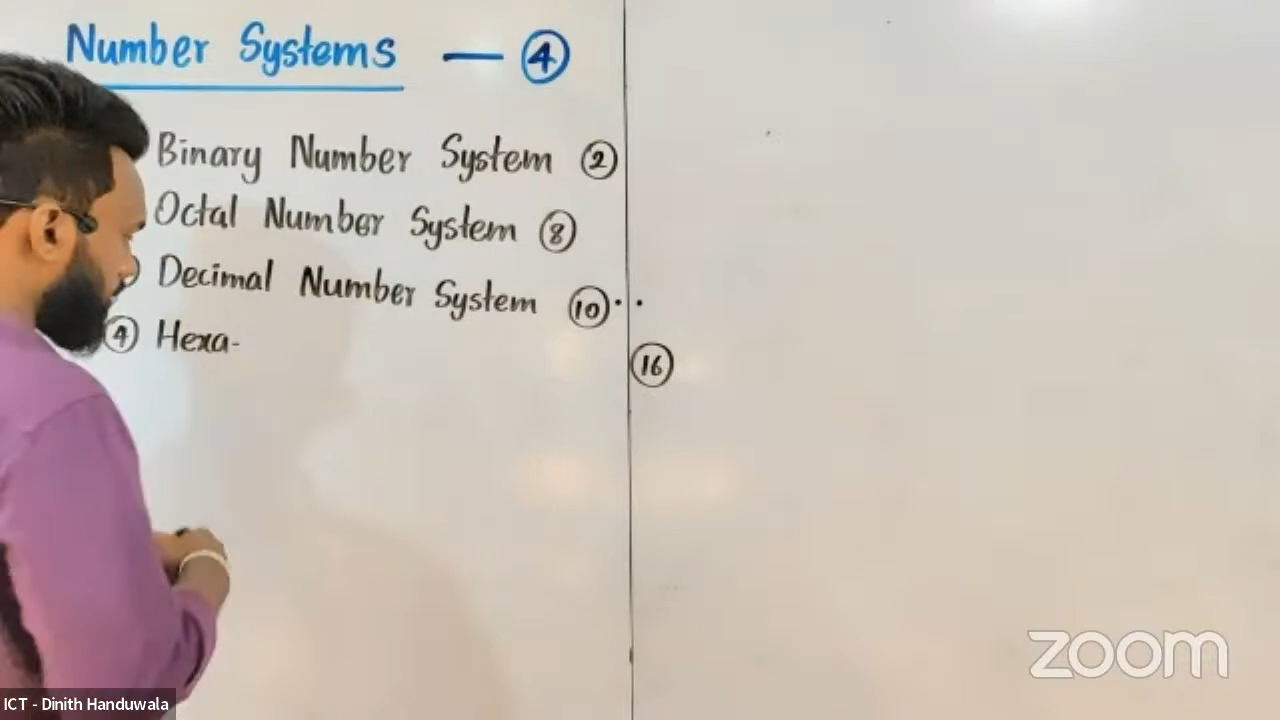 Number Systems — ④
Binary Number System ②
Octal Number System ⑧
Decimal Number System ⑩
④ Hexa-
⑯
zoom
ICT - Dinith Handuwala